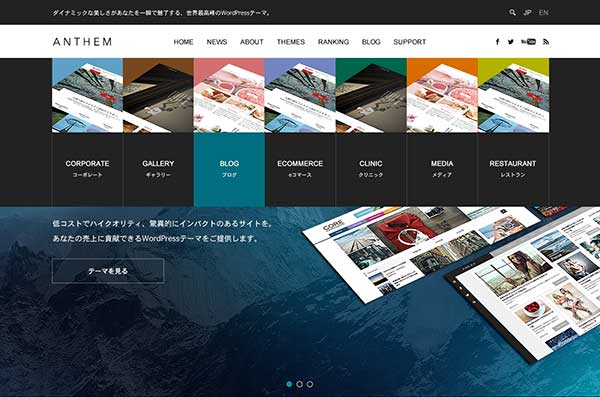 ダイナミックな美しさがあなたを一瞬で魅了する、世界最高峰のWordPressテーマ。
JP EN
ANTHEM
HOME NEWS ABOUT THEMES RANKING BLOG SUPPORT
You Tube
CORPORATE GALLERY BLOG ECOMMERCE CLINIC MEDIA RESTAURANT
コーポレート ギャラリー ブログ eコマース クリニック メディア レストラン
低コストでハイクオリティ、驚異的にインパクトのあるサイトを。
あなたの売上に貢献できるWordPressテーマをご提供します。
テーマを見る
CORE